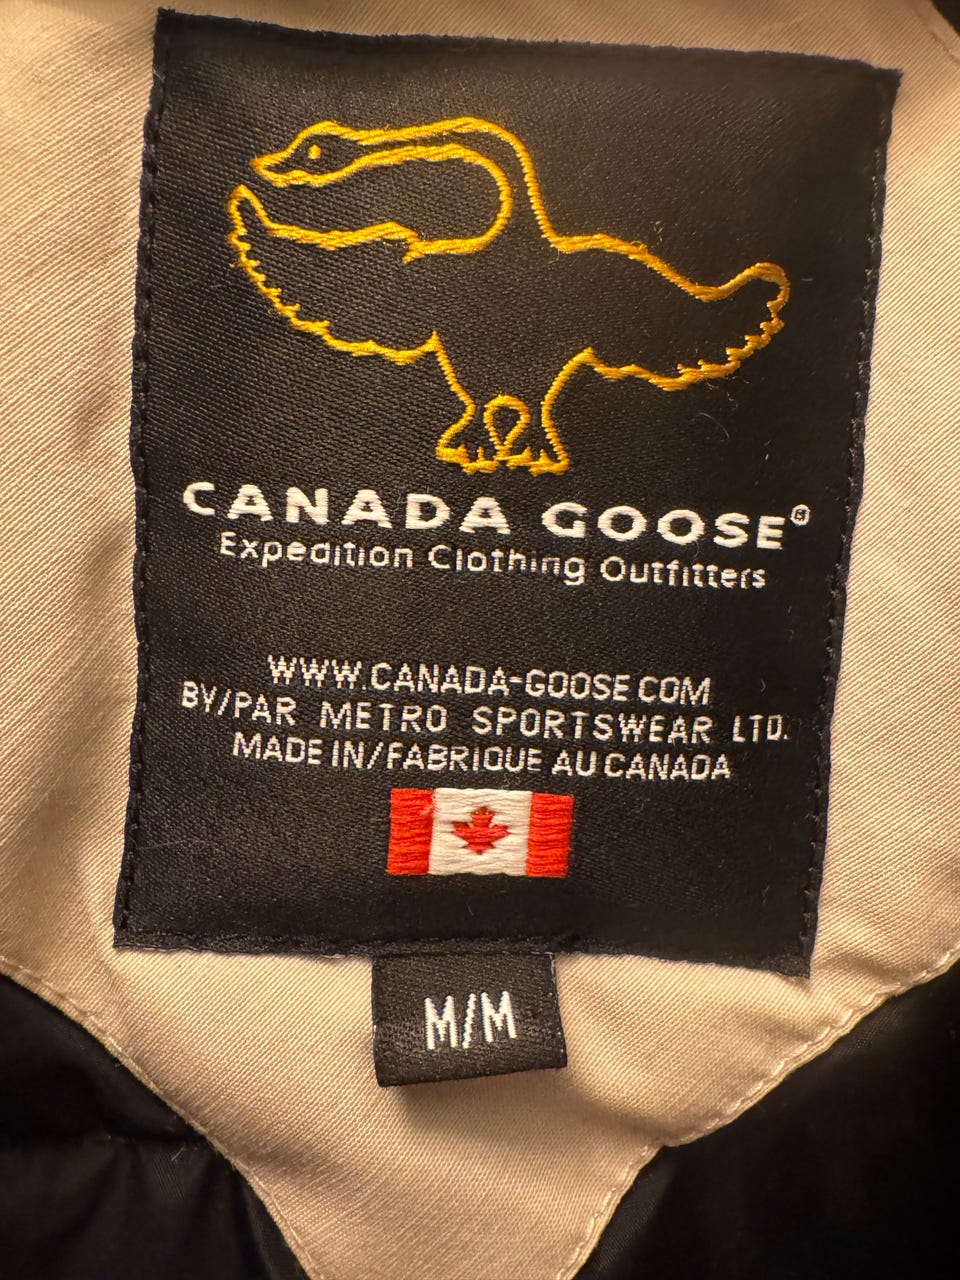 CANADA GOOSE®
Expedition Clothing Outfitters
WWW.CANADA-GOOSE.COM
BY/PAR METRO SPORTSWEAR LTD.
MADE IN/FABRIQUE AU CANADA
M/M